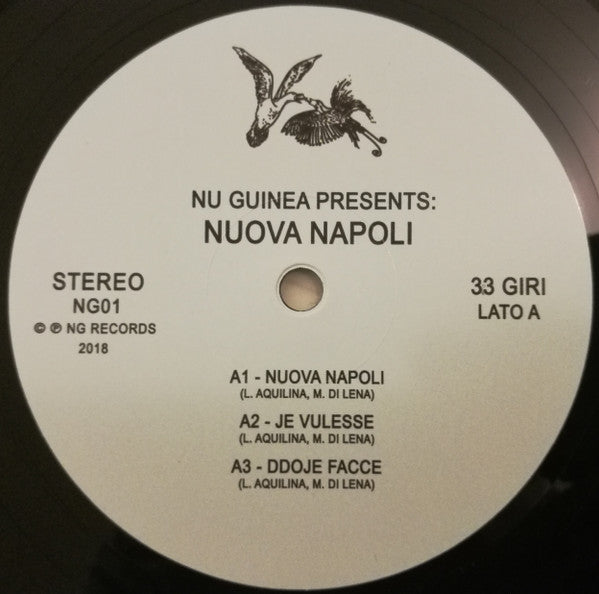 NU GUINEA PRESENTS:
NUOVA NAPOLI
STEREO
NG01
© ℗ NG RECORDS
2018
33 GIRI
LATO A
A1 - NUOVA NAPOLI
(L. AQUILINA, M. DI LENA)
A2 - JE VULESSE
(L. AQUILINA, M. DI LENA)
A3 - DDOJE FACCE
(L. AQUILINA, M. DI LENA)